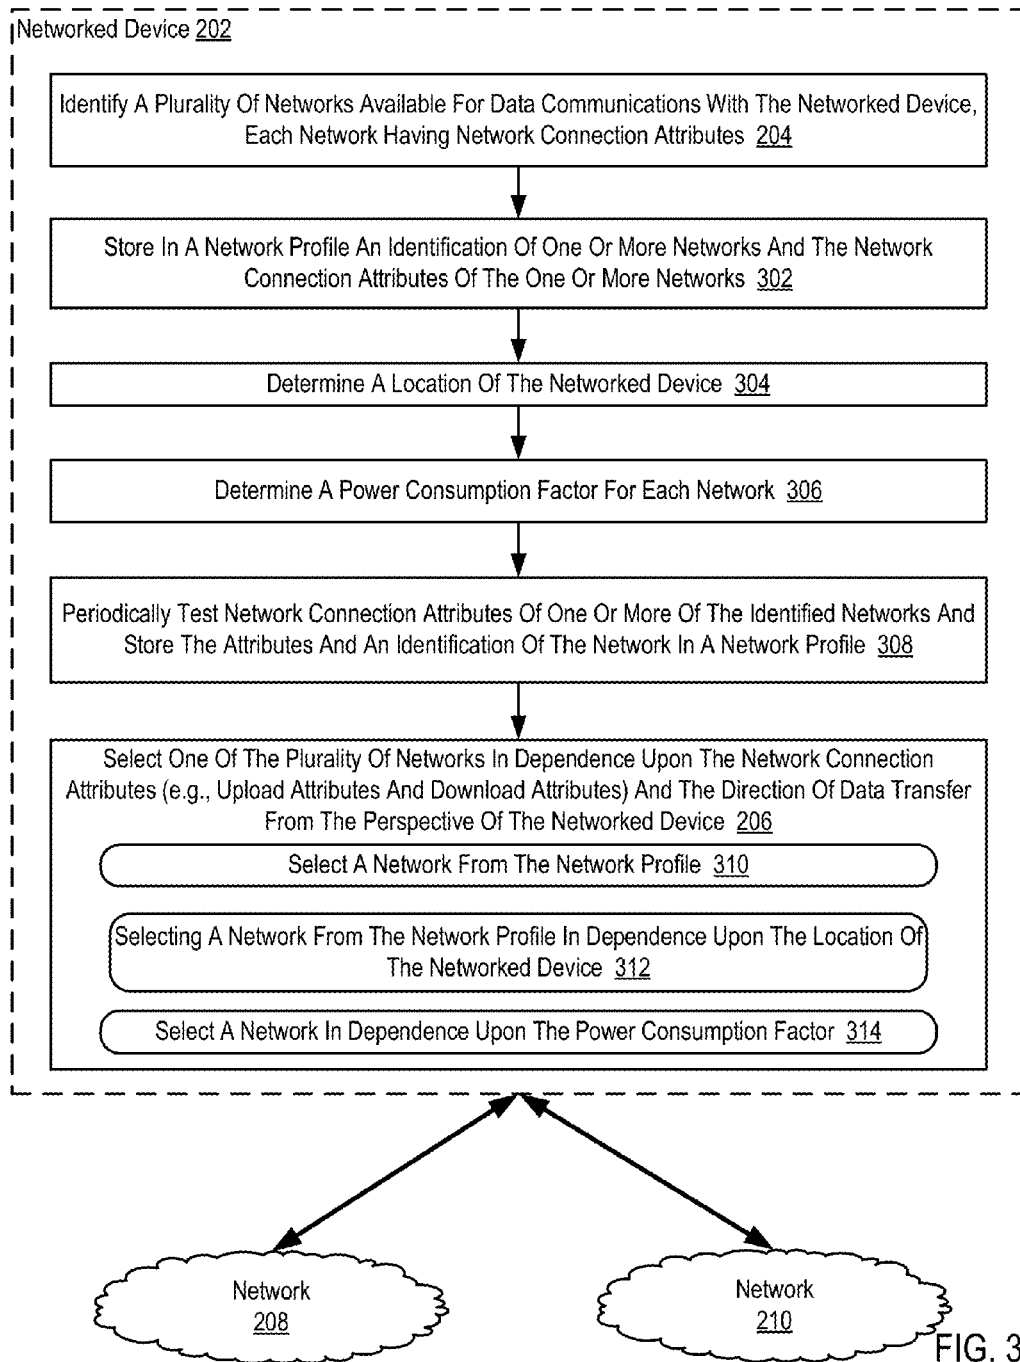 Networked Device 202
Identify A Plurality Of Networks Available For Data Communications With The Networked Device,
Each Network Having Network Connection Attributes 204
Store In A Network Profile An Identification Of One Or More Networks And The Network
Connection Attributes Of The One Or More Networks 302
Determine A Location Of The Networked Device 304
Determine A Power Consumption Factor For Each Network 306
Periodically Test Network Connection Attributes Of One Or More Of The Identified Networks And
Store The Attributes And An Identification Of The Network In A Network Profile 308
Select One Of The Plurality Of Networks In Dependence Upon The Network Connection
Attributes (e.g., Upload Attributes And Download Attributes) And The Direction Of Data Transfer
From The Perspective Of The Networked Device 206
Select A Network From The Network Profile 310
Selecting A Network From The Network Profile In Dependence Upon The Location Of
The Networked Device 312
Select A Network In Dependence Upon The Power Consumption Factor 314
Network
208
Network
210
FIG. 3